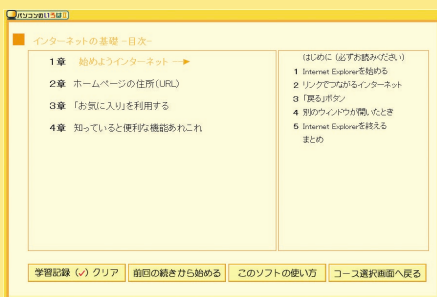 パソコンのいろは
インターネットの基礎 -目次-
1章 始めようインターネット
2章 ホームページの住所(URL)
3章 「お気に入り」を利用する
4章 知っていると便利な機能あれこれ
はじめに (必ずお読みください)
1 Internet Explorerを始める
2 リンクでつながるインターネット
3 「戻る」ボタン
4 別のウィンドウが開いたとき
5 Internet Explorerを終える
まとめ
学習記録 (✓) クリア
前回の続きから始める
このソフトの使い方
コース選択画面へ戻る